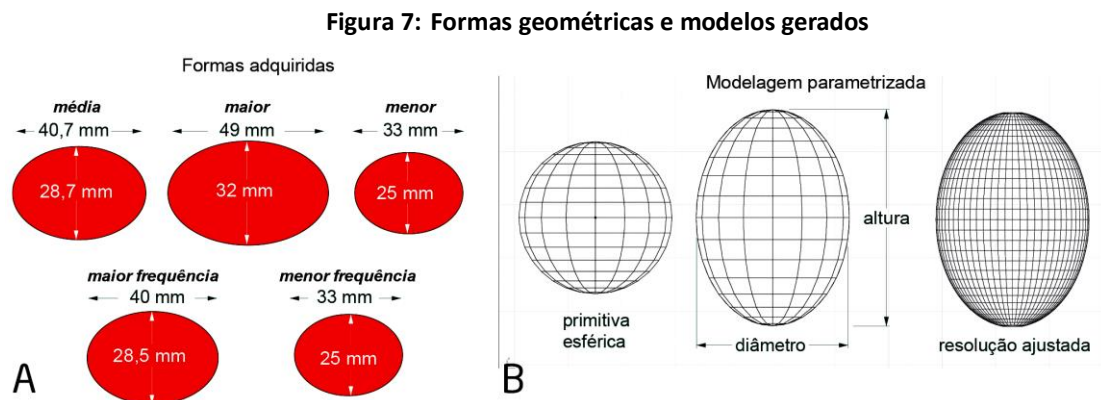 Figura 7: Formas geométricas e modelos gerados
Formas adquiridas
média
40,7 mm
28,7 mm
maior
49 mm
32 mm
menor
33 mm
25 mm
maior frequência
40 mm
28,5 mm
menor frequência
33 mm
25 mm
A
Modelagem parametrizada
primitiva
esférica
diâmetro
altura
resolução ajustada
B